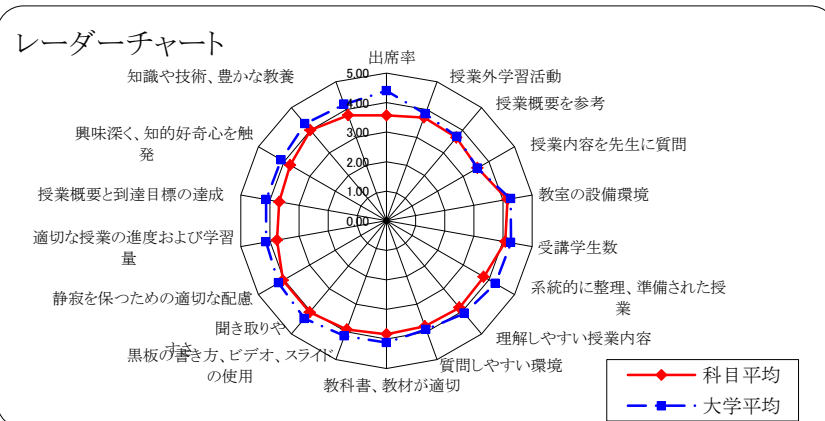 レーダーチャート
出席率
授業外学習活動
授業概要を参考
授業内容を先生に質問
教室の設備環境
受講学生数
系統的に整理、準備された授
業
理解しやすい授業内容
質問しやすい環境
教科書、教材が適切
黒板の書き方、ビデオ、スライド
の使用
聞き取りや
すさ
静寂を保つための適切な配慮
適切な授業の進度および学習
量
授業概要と到達目標の達成
興味深く、知的好奇心を触
発
知識や技術、豊かな教養
5.00
4.00
3.00
2.00
1.00
0.00
科目平均
大学平均